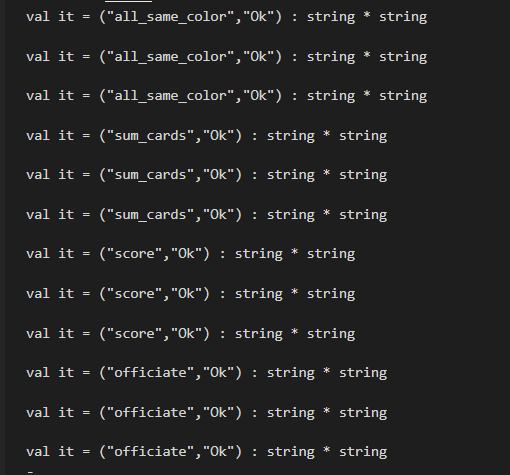 val it = ("all_same_color","Ok") : string * string
val it = ("all_same_color","Ok") : string * string
val it = ("all_same_color","Ok") : string * string
val it = ("sum_cards","Ok") : string * string
val it = ("sum_cards","Ok") : string * string
val it = ("sum_cards","Ok") : string * string
val it = ("score","Ok") : string * string
val it = ("score","Ok") : string * string
val it = ("score","Ok") : string * string
val it = ("officiate","Ok") : string * string
val it = ("officiate","Ok") : string * string
val it = ("officiate","Ok") : string * string